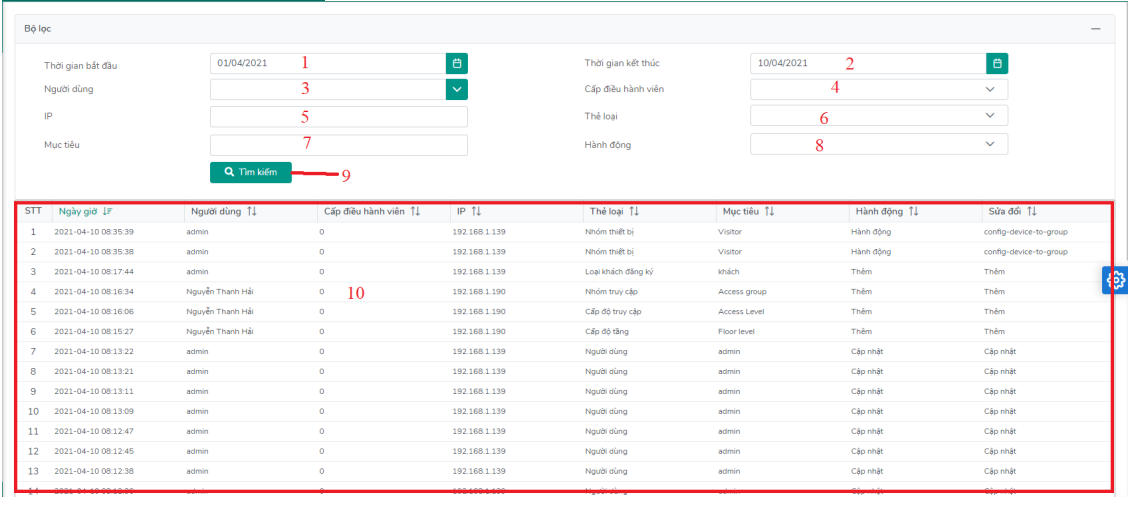 Bộ lọc
Thời gian bắt đầu 01/04/2021 1 Thời gian kết thúc 10/04/2021 2
Người dùng 3 Cấp điều hành viên 4
IP 5 Thẻ loại 6
Mục tiêu 7 Hành động 8
Tìm kiếm 9
STT Ngày giờ Người dùng Cấp điều hành viên IP Thẻ loại Mục tiêu Hành động Sửa đổi
1 2021-04-10 08:35:39 admin 0 192.168.1.139 Nhóm thiết bị Visitor Hành động config-device-to-group
2 2021-04-10 08:35:38 admin 0 192.168.1.139 Nhóm thiết bị Visitor Hành động config-device-to-group
3 2021-04-10 08:17:44 admin 0 192.168.1.139 Loại khách đăng ký khách Thêm Thêm
4 2021-04-10 08:16:34 Nguyễn Thanh Hải 0 10 192.168.1.190 Nhóm truy cập Access group Thêm Thêm
5 2021-04-10 08:16:06 Nguyễn Thanh Hải 0 192.168.1.190 Cấp độ truy cập Access Level Thêm Thêm
6 2021-04-10 08:15:27 Nguyễn Thanh Hải 0 192.168.1.190 Cấp độ tầng Floor level Thêm Thêm
7 2021-04-10 08:13:22 admin 0 192.168.1.139 Người dùng admin Cập nhật Cập nhật
8 2021-04-10 08:13:21 admin 0 192.168.1.139 Người dùng admin Cập nhật Cập nhật
9 2021-04-10 08:13:11 admin 0 192.168.1.139 Người dùng admin Cập nhật Cập nhật
10 2021-04-10 08:13:09 admin 0 192.168.1.139 Người dùng admin Cập nhật Cập nhật
11 2021-04-10 08:12:47 admin 0 192.168.1.139 Người dùng admin Cập nhật Cập nhật
12 2021-04-10 08:12:45 admin 0 192.168.1.139 Người dùng admin Cập nhật Cập nhật
13 2021-04-10 08:12:38 admin 0 192.168.1.139 Người dùng admin Cập nhật Cập nhật